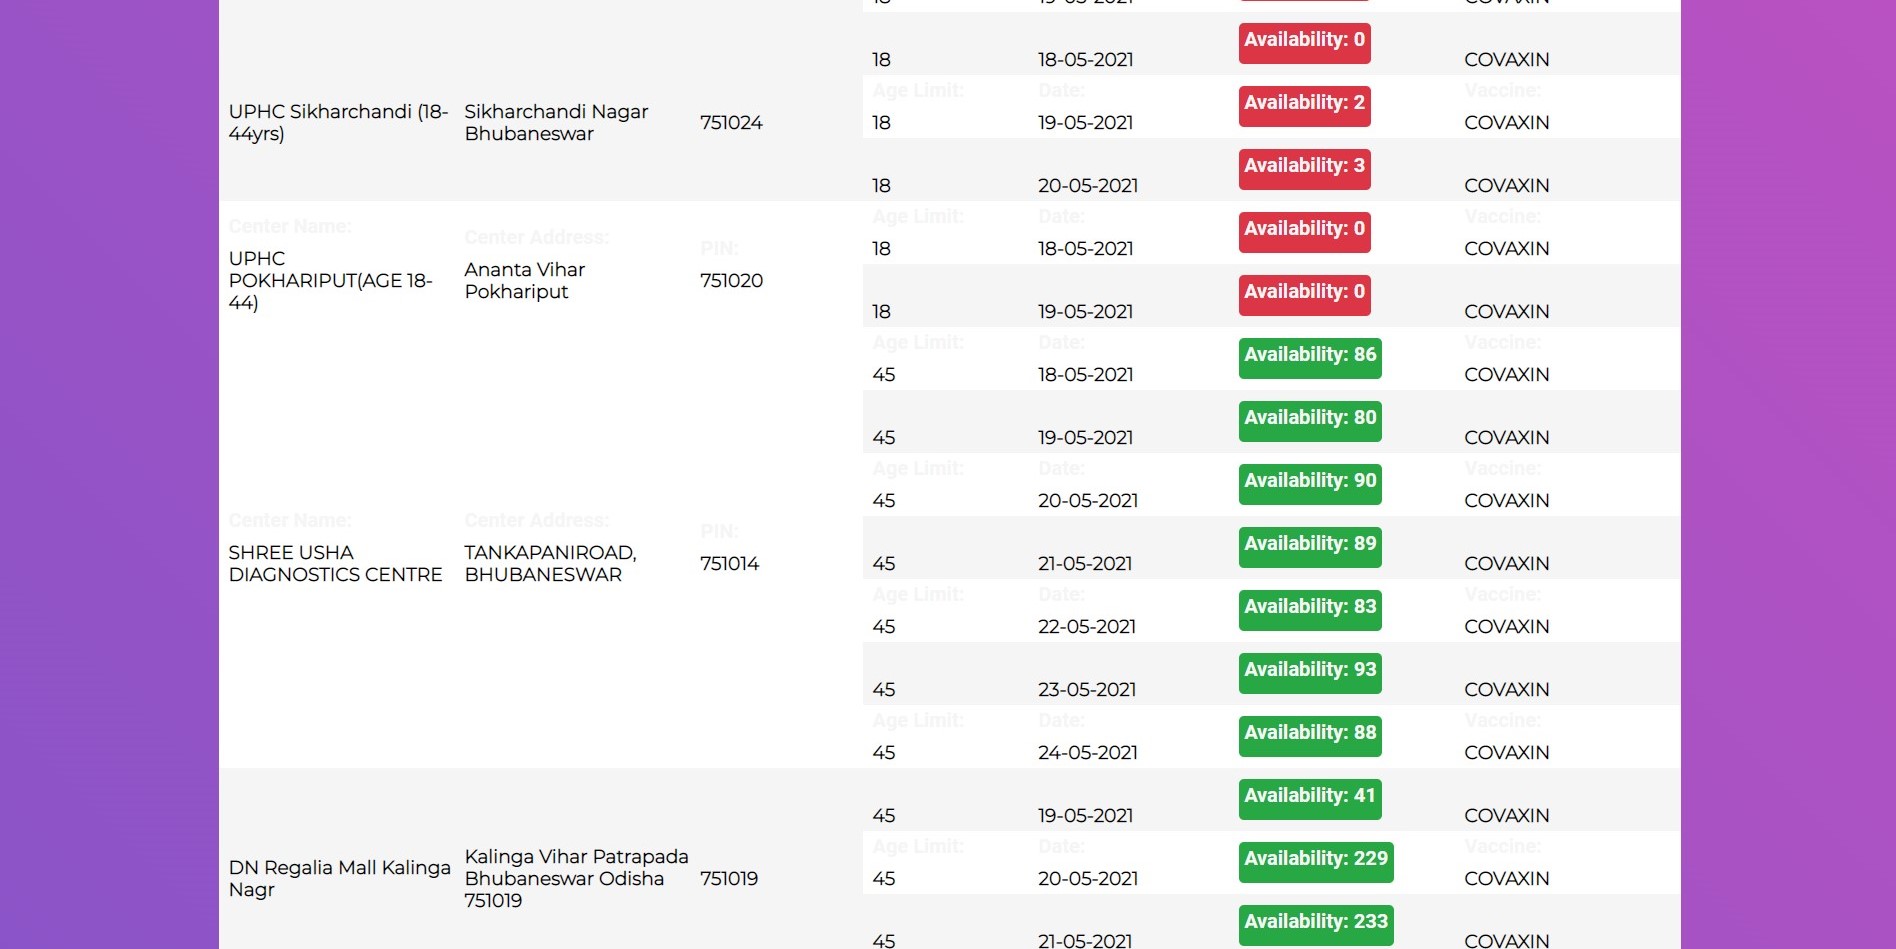 18 19-05-2021 COVAXIN
Availability: 0
18 18-05-2021 COVAXIN
UPHC Sikharchandi (18-
44yrs)
Sikharchandi Nagar
Bhubaneswar
751024
Age Limit: Date: Availability: 2 Vaccine:
18 19-05-2021 COVAXIN
Availability: 3
18 20-05-2021 COVAXIN
Center Name:
UPHC
POKHARIPUT(AGE 18-
44)
Center Address:
Ananta Vihar
Pokhariput
PIN:
751020
Age Limit: Date: Availability: 0 Vaccine:
18 18-05-2021 COVAXIN
Availability: 0
18 19-05-2021 COVAXIN
Center Name:
SHREE USHA
DIAGNOSTICS CENTRE
Center Address:
TANKAPANIROAD,
BHUBANESWAR
PIN:
751014
Age Limit: Date: Availability: 86 Vaccine:
45 18-05-2021 COVAXIN
Availability: 80
45 19-05-2021 COVAXIN
Age Limit: Date: Availability: 90 Vaccine:
45 20-05-2021 COVAXIN
Availability: 89
45 21-05-2021 COVAXIN
Age Limit: Date: Availability: 83 Vaccine:
45 22-05-2021 COVAXIN
Availability: 93
45 23-05-2021 COVAXIN
Age Limit: Date: Availability: 88 Vaccine:
45 24-05-2021 COVAXIN
DN Regalia Mall Kalinga
Nagr
Kalinga Vihar Patrapada
Bhubaneswar Odisha
751019
751019
Availability: 41
45 19-05-2021 COVAXIN
Age Limit: Date: Availability: 229 Vaccine:
45 20-05-2021 COVAXIN
Availability: 233
45 21-05-2021 COVAXIN